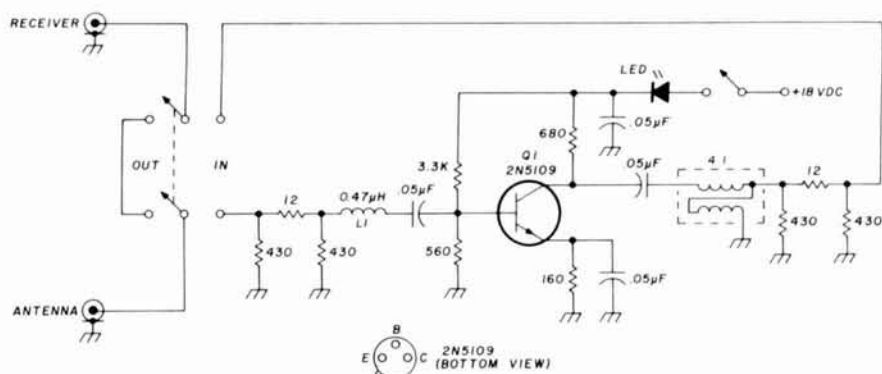 RECEIVER
LED
+18 VDC
.05µF
680
OUT
IN
3.3K
Q1
2N5109
05µF
4 1
12
12
0.47µH
.05µF
L1
430
430
560
430
430
160
.05µF
ANTENNA
B
E
C
2N5109
(BOTTOM VIEW)